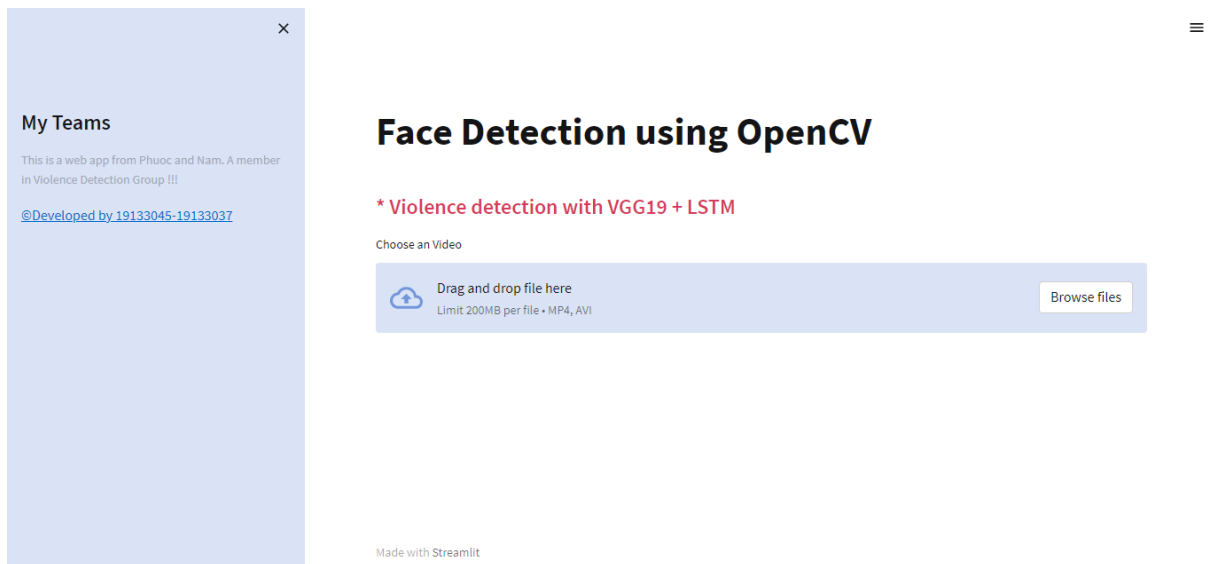 My Teams
This is a web app from Phuoc and Nam. A member
in Violence Detection Group !!!
©Developed by 19133045-19133037
Face Detection using OpenCV
* Violence detection with VGG19 + LSTM
Choose an Video
Drag and drop file here
Limit 200MB per file • MP4, AVI
Browse files
Made with Streamlit